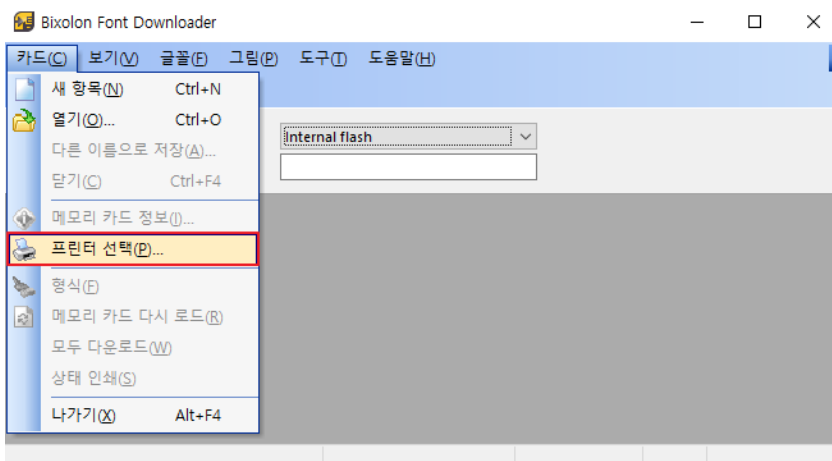 Bixolon Font Downloader
카드(C) 보기(V) 글꼴(F) 그림(P) 도구(T) 도움말(H)
새 항목(N) Ctrl+N
열기(O)... Ctrl+O
Internal flash
다른 이름으로 저장(A)...
닫기(C) Ctrl+F4
메모리 카드 정보(I)...
프린터 선택(P)...
형식(F)
메모리 카드 다시 로드(R)
모두 다운로드(W)
상태 인쇄(S)
나가기(X) Alt+F4